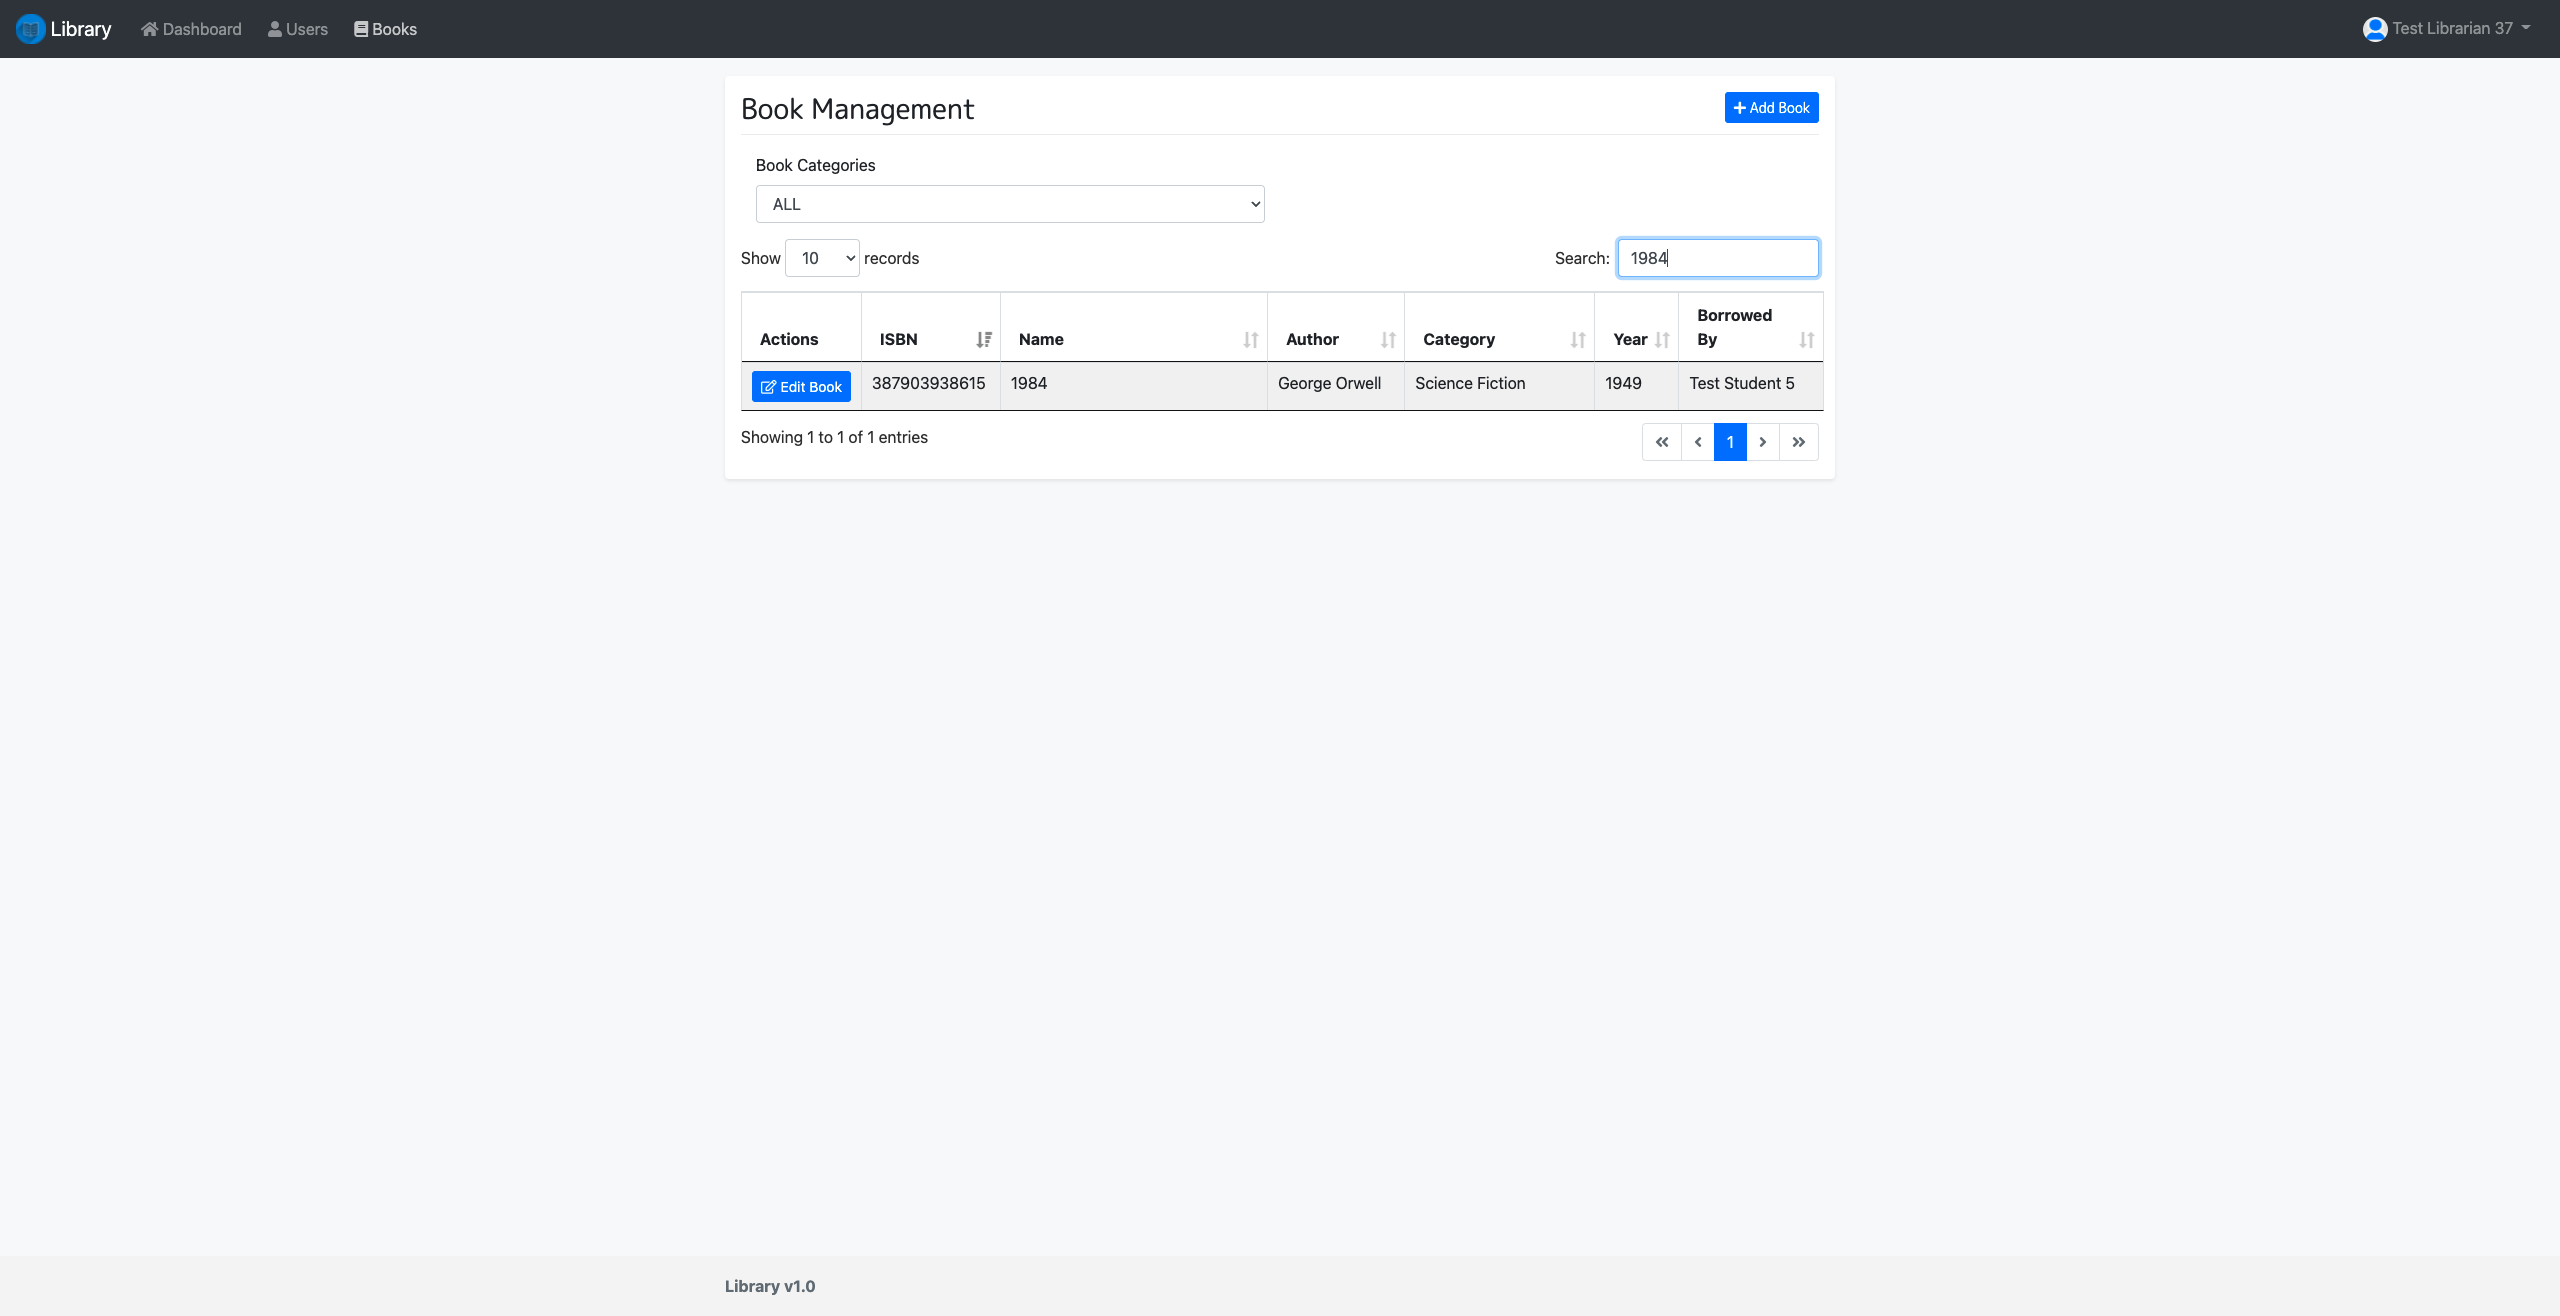 Library Dashboard Users Books Test Librarian 37
Book Management + Add Book
Book Categories
ALL
Show 10 records Search: 1984
Actions ISBN Name Author Category Year Borrowed By
Edit Book 387903938615 1984 George Orwell Science Fiction 1949 Test Student 5
Showing 1 to 1 of 1 entries « ‹ 1 › »
Library v1.0